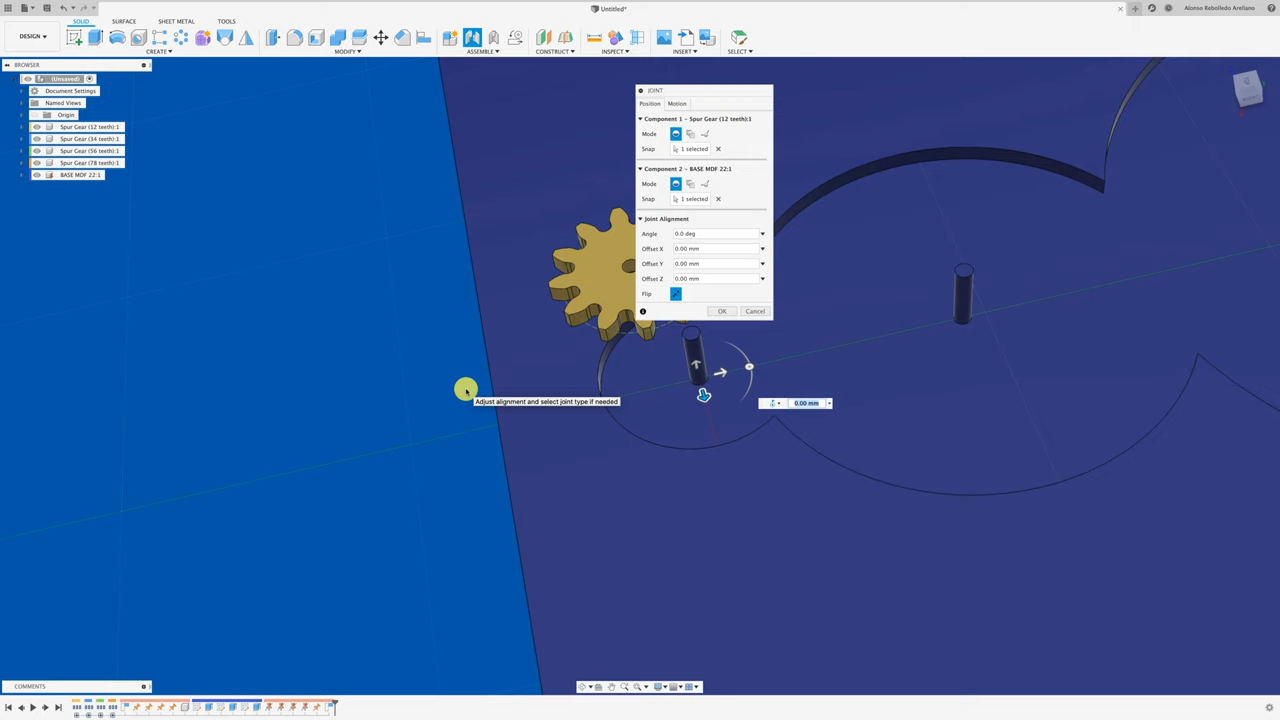 Untitled*
Alonso Rebolledo Arellano
SOLID
SURFACE
SHEET METAL
TOOLS
DESIGN
CREATE
MODIFY
ASSEMBLE
CONSTRUCT
INSPECT
INSERT
SELECT
BROWSER
(Unsaved)
Document Settings
Named Views
Origin
Spur Gear (12 teeth):1
Spur Gear (34 teeth):1
Spur Gear (56 teeth):1
Spur Gear (78 teeth):1
BASE MDF 22:1
JOINT
Position
Motion
Component 1 – Spur Gear (12 teeth):1
Mode
Snap
1 selected
Component 2 – BASE MDF 22:1
Mode
Snap
1 selected
Joint Alignment
Angle
0.0 deg
Offset X
0.00 mm
Offset Y
0.00 mm
Offset Z
0.00 mm
Flip
OK
Cancel
Adjust alignment and select joint type if needed
0.00 mm
COMMENTS